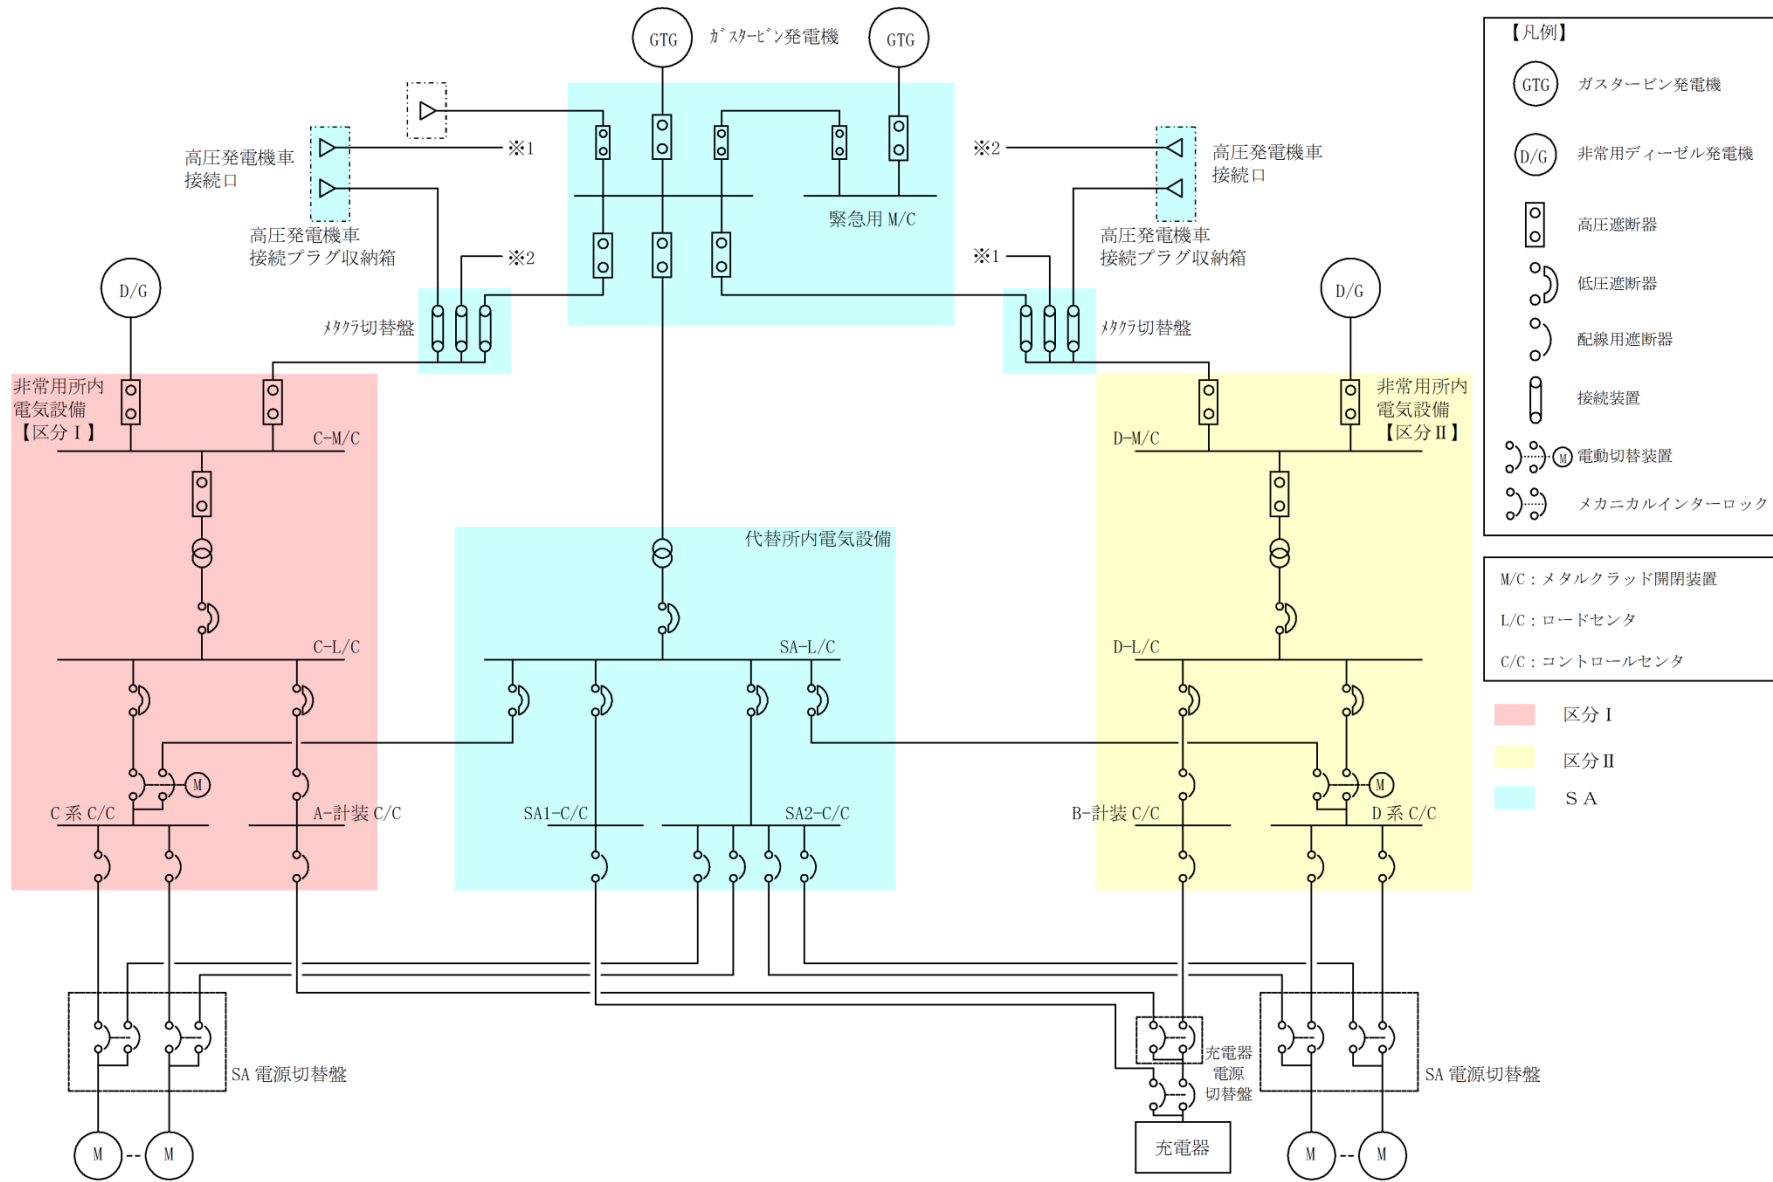 GTG
ガスタービン発電機
GTG
高圧発電機車
接続口
※1
※2
高圧発電機車
接続口
緊急用 M/C
高圧発電機車
接続プラグ収納箱
※2
※1
高圧発電機車
接続プラグ収納箱
D/G
D/G
メタクラ切替盤
メタクラ切替盤
非常用所内
電気設備
【区分Ⅰ】
C-M/C
D-M/C
非常用所内
電気設備
【区分Ⅱ】
代替所内電気設備
C-L/C
SA-L/C
D-L/C
M
M
C 系 C/C
A-計装 C/C
SA1-C/C
SA2-C/C
B-計装 C/C
D 系 C/C
SA 電源切替盤
充電器
電源
切替盤
SA 電源切替盤
M
M
充電器
M
M
【凡例】
GTG
ガスタービン発電機
D/G
非常用ディーゼル発電機
高圧遮断器
低圧遮断器
配線用遮断器
接続装置
M
電動切替装置
メカニカルインターロック
M/C：メタルクラッド開閉装置
L/C：ロードセンタ
C/C：コントロールセンタ
区分Ⅰ
区分Ⅱ
ＳＡ